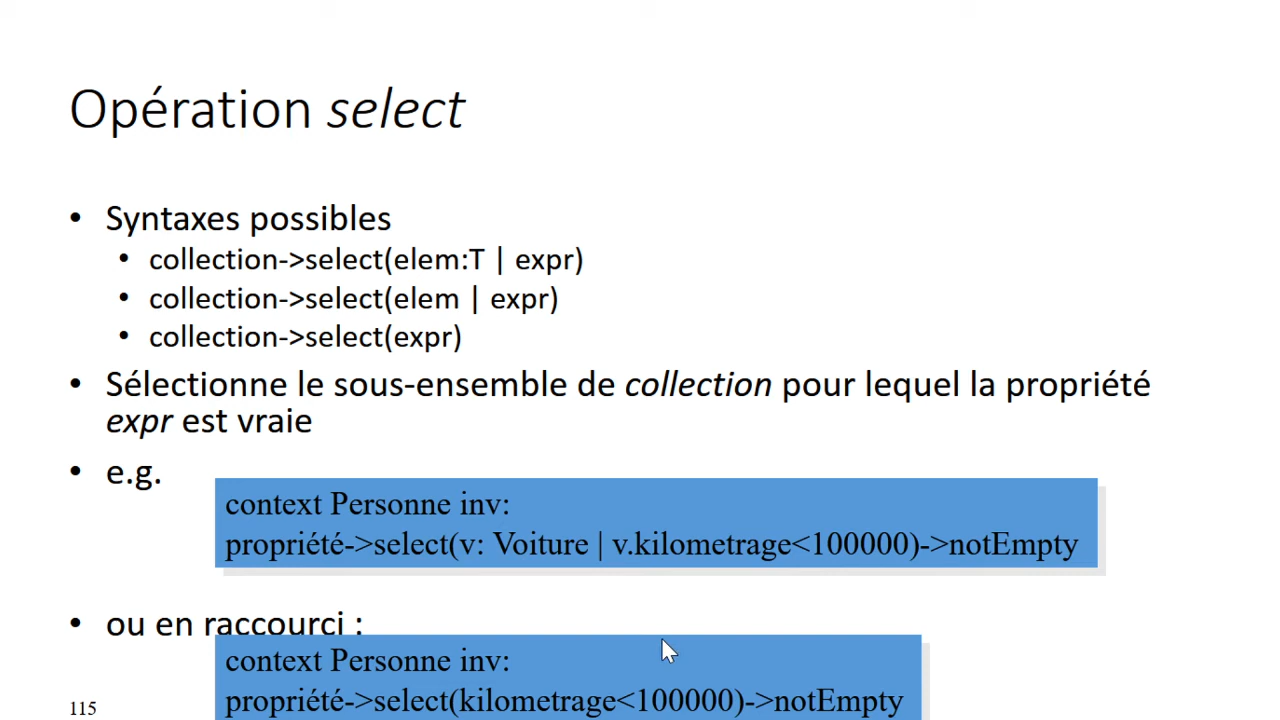 Opération select
• Syntaxes possibles
• collection->select(elem:T | expr)
• collection->select(elem | expr)
• collection->select(expr)
• Sélectionne le sous-ensemble de collection pour lequel la propriété
expr est vraie
• e.g.
context Personne inv:
propriété->select(v: Voiture | v.kilometrage<100000)->notEmpty
• ou en raccourci :
context Personne inv:
propriété->select(kilometrage<100000)->notEmpty
115